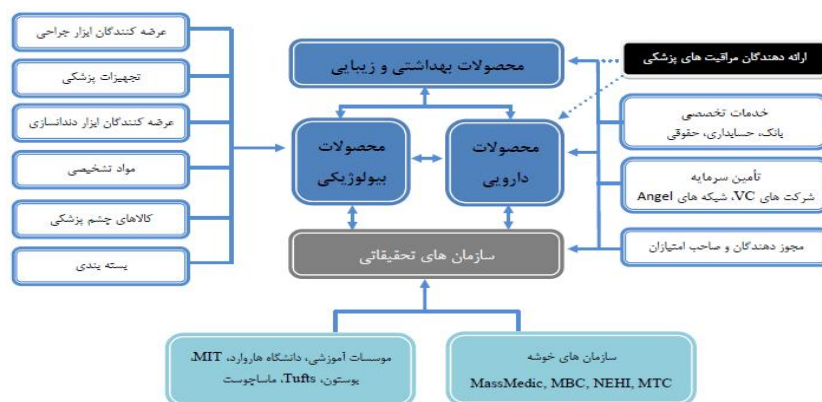 عرضه کنندگان ابزار جراحی
تجهیزات پزشکی
عرضه کنندگان ابزار دندانسازی
مواد تشخیصی
کالاهای چشم پزشکی
بسته بندی
محصولات بهداشتی و زیبایی
محصولات
بیولوژیکی
محصولات
دارویی
سازمان های تحقیقاتی
ارائه دهندگان مراقبت های پزشکی
خدمات تخصصی
بانک، حسابداری، حقوقی
تأمین سرمایه
شرکت های VC، شبکه های Angel
مجوز دهندگان و صاحب امتیازان
موسسات آموزشی، دانشگاه هاروارد، MIT،
بوستون، Tufts، ماساچوست
سازمان های خوشه
MassMedic, MBC, NEHI, MTC